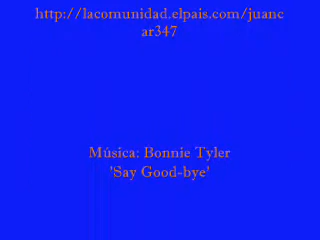 http://lacomunidad.elpais.com/juanc
ar347
Música: Bonnie Tyler
'Say Good-bye'